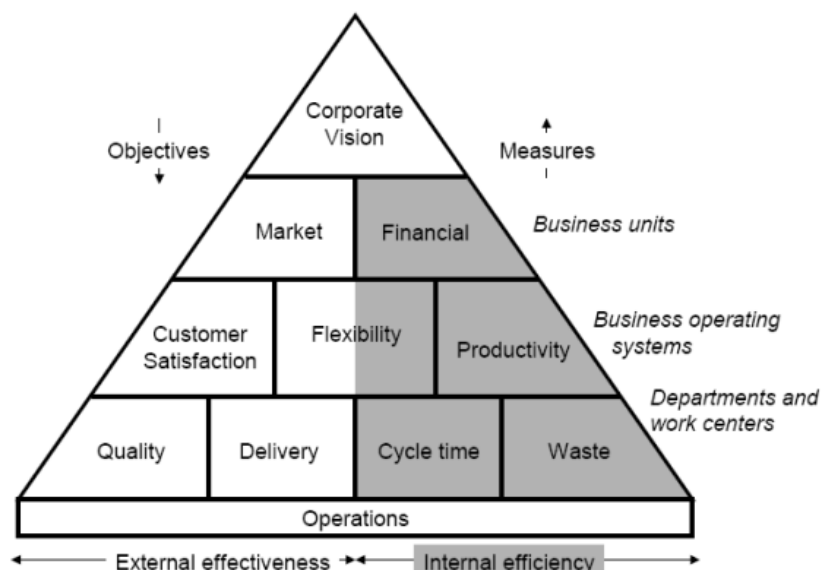 Corporate
Vision
Objectives
Measures
Market
Financial
Business units
Customer
Satisfaction
Flexibility
Productivity
Business operating
systems
Departments and
work centers
Quality
Delivery
Cycle time
Waste
Operations
External effectiveness
Internal efficiency